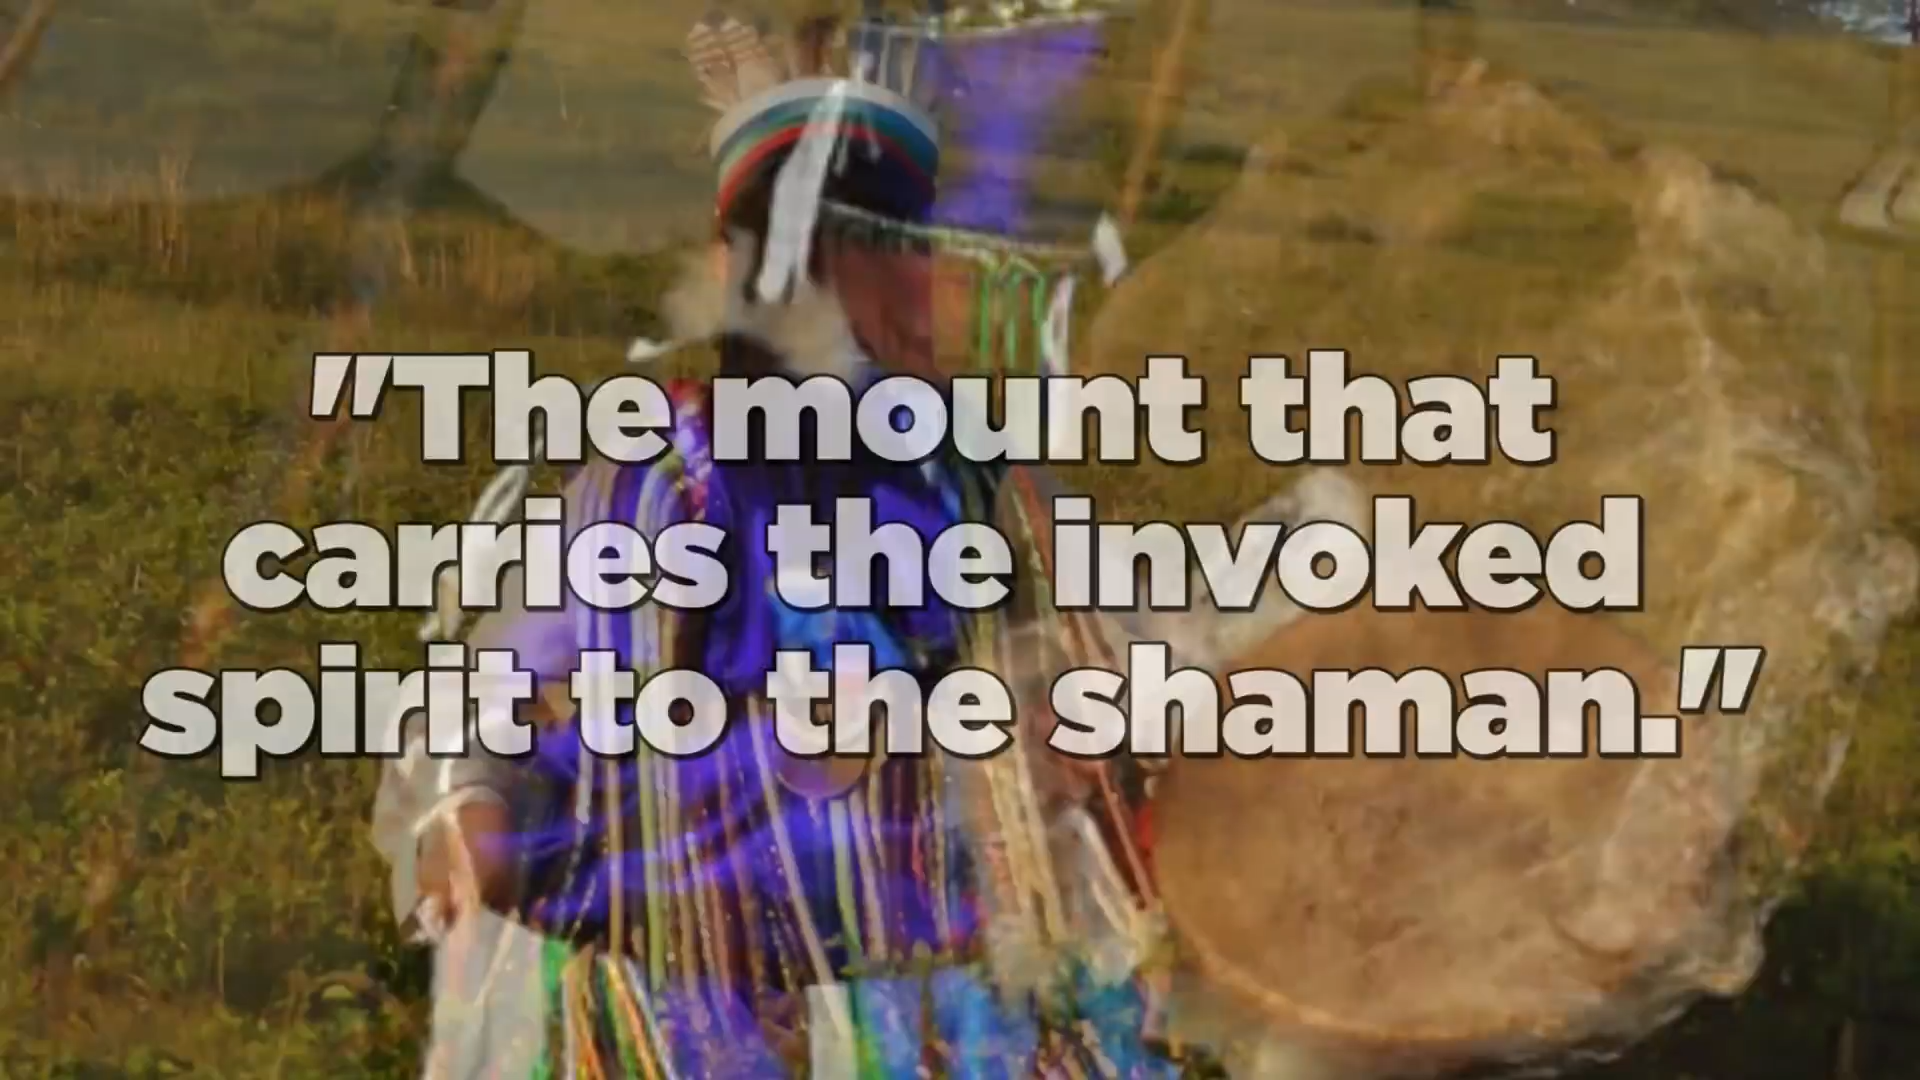 "The mount that
carries the invoked
spirit to the shaman."